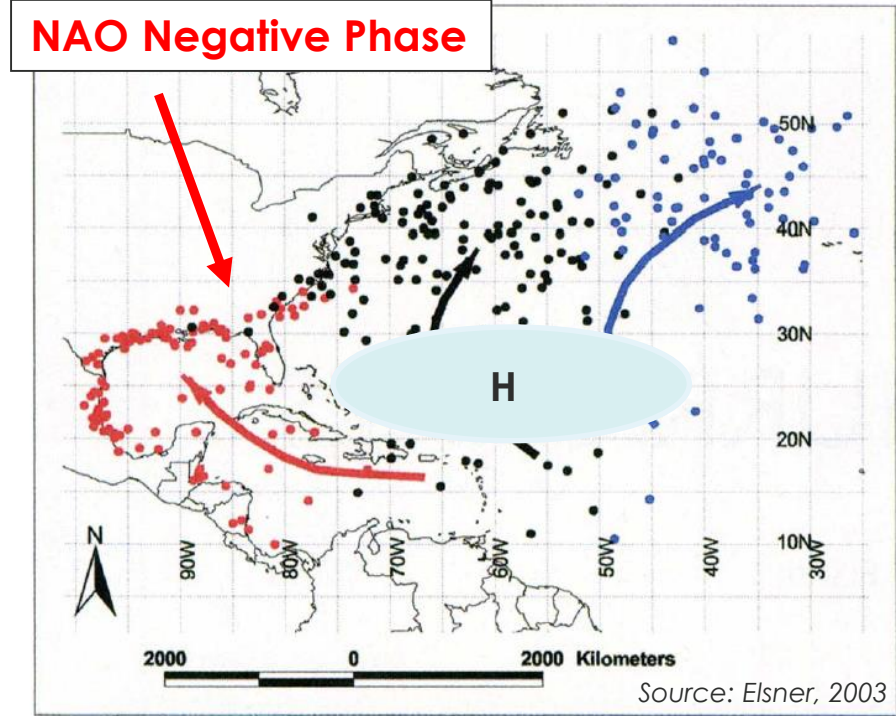 NAO Negative Phase
50N
40N
30N
H
20N
10N
90W
80W
70W
60W
50W
40W
30W
N
2000 0 2000 Kilometers
Source: Elsner, 2003